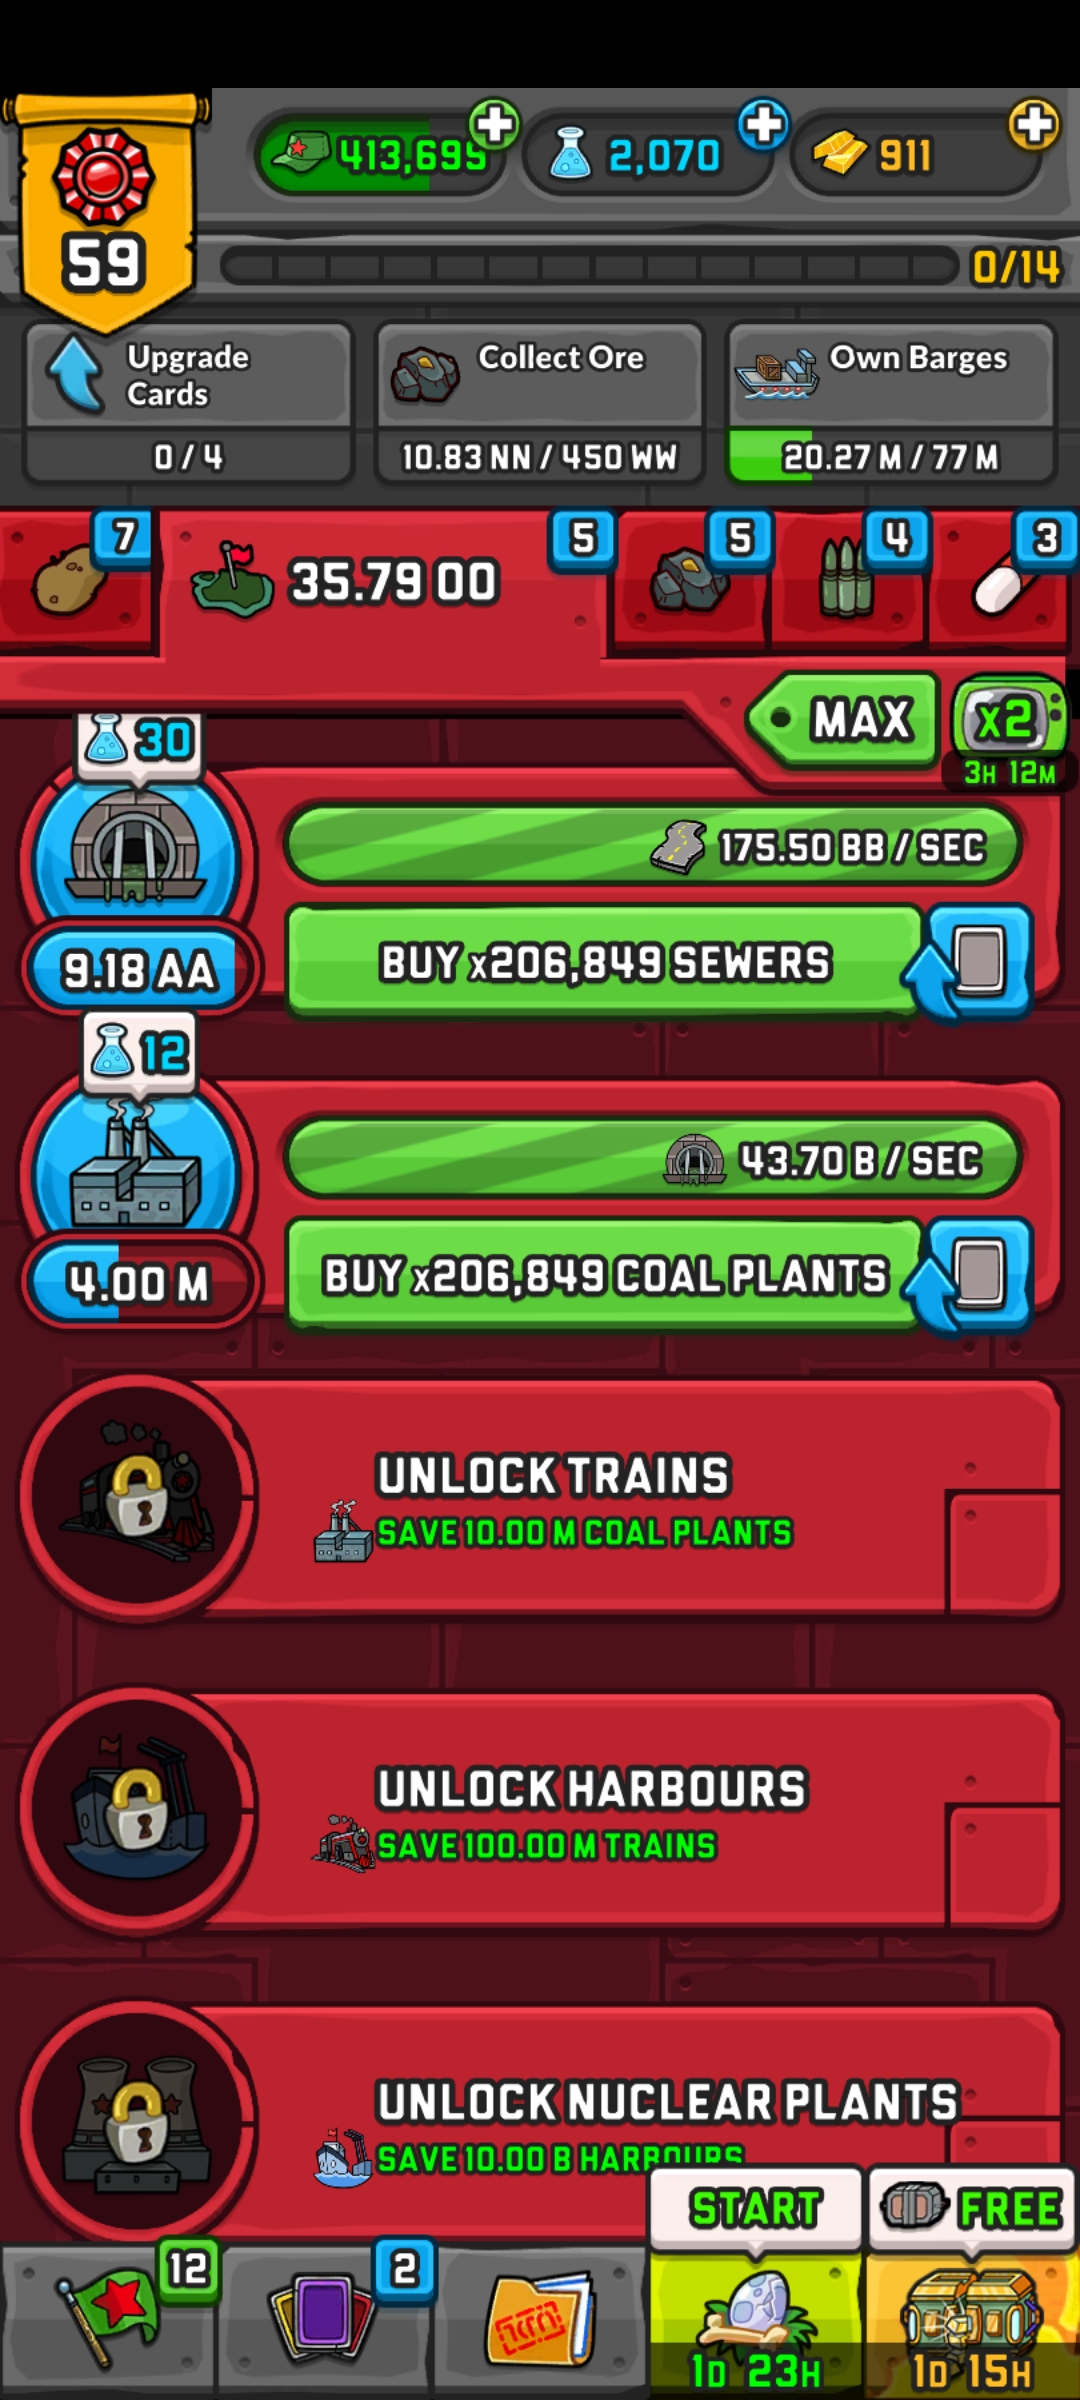 413,695
2,070
911
59
0/14
Upgrade
Cards
0 / 4
Collect Ore
10.83 NN / 450 WW
Own Barges
20.27 M / 77 M
7
35.79 OO
5
5
4
3
MAX
x2
3H 12M
30
175.50 BB / SEC
9.18 AA
BUY x206,849 SEWERS
12
43.70 B / SEC
4.00 M
BUY x206,849 COAL PLANTS
UNLOCK TRAINS
SAVE 10.00 M COAL PLANTS
UNLOCK HARBOURS
SAVE 100.00 M TRAINS
UNLOCK NUCLEAR PLANTS
SAVE 10.00 B HARBOURS
START
FREE
12
2
1D 23H
1D 15H